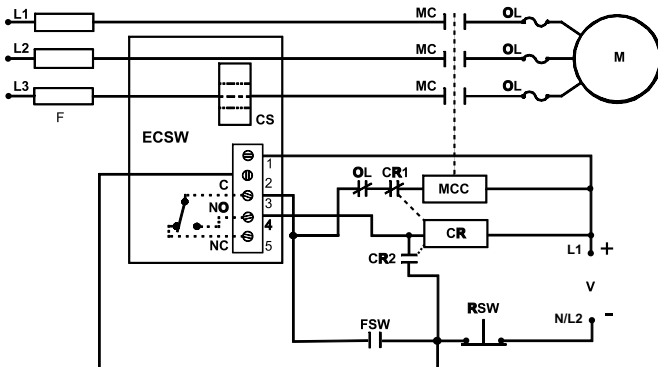 L1
MC
OL
L2
MC
OL
M
L3
MC
OL
F
CS
ECSW
1
OL
CR1
C
2
MCC
NO
3
4
CR
NC
5
CR2
L1
+
V
FSW
RSW
N/L2
-